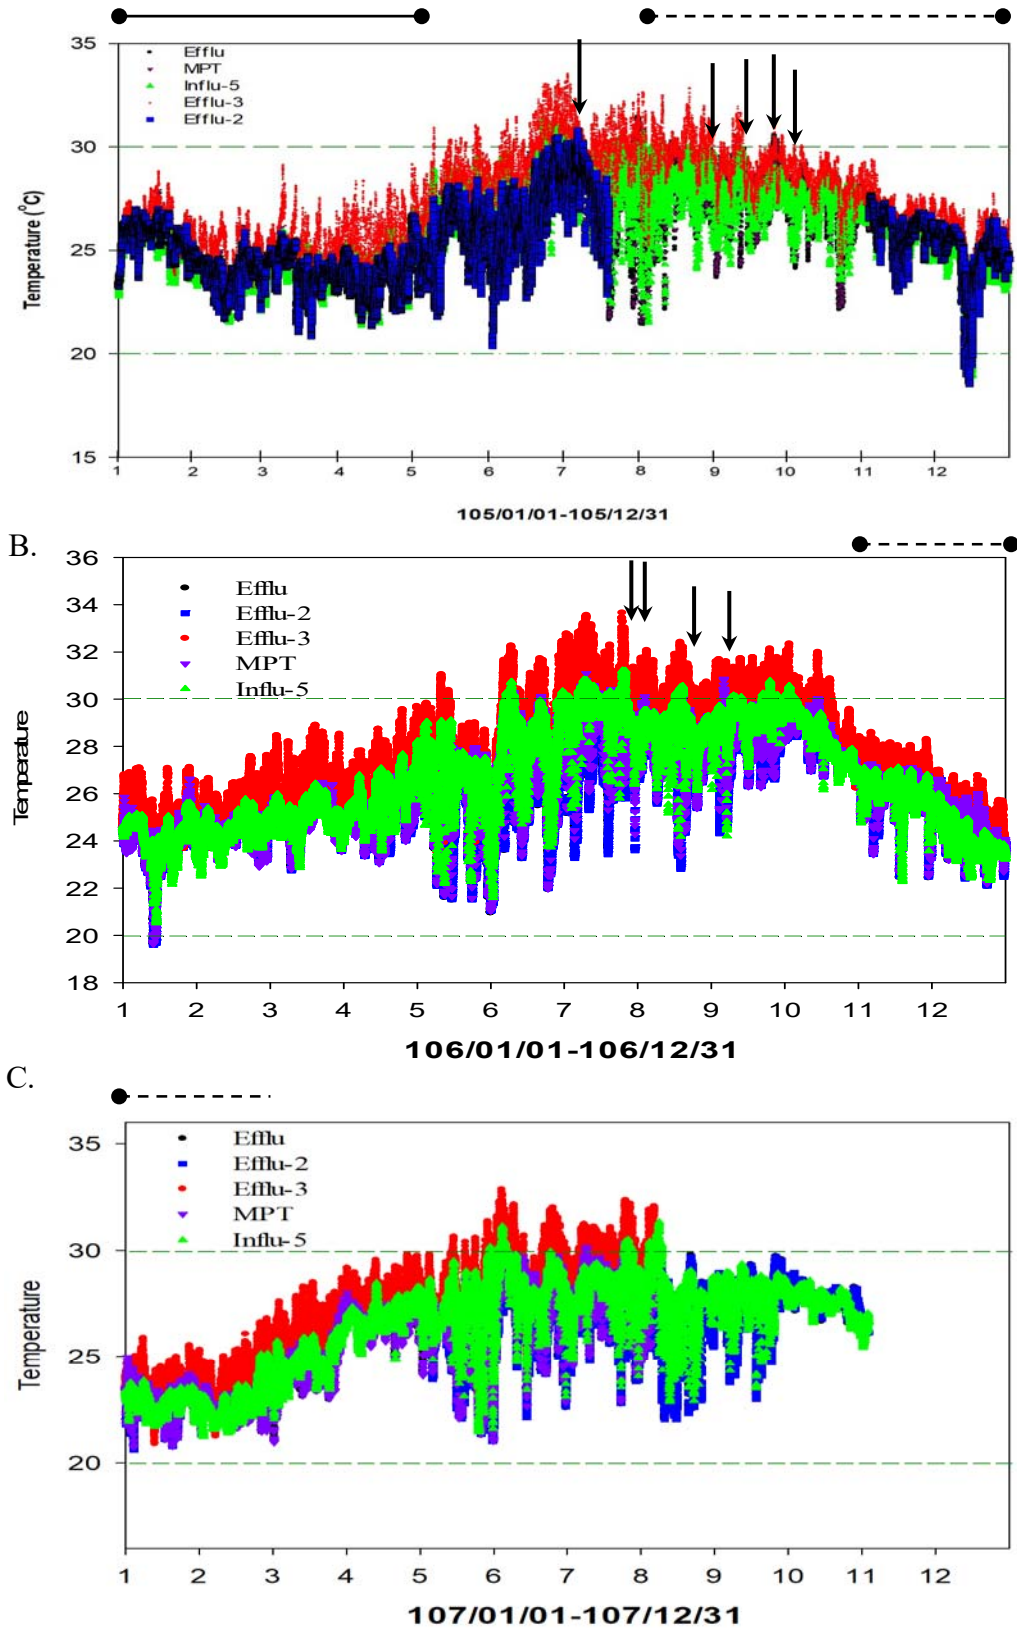 35
Efflu
MPT
Influ-5
Efflu-3
Efflu-2
30
25
20
15
Temperature (°C)
1 2 3 4 5 6 7 8 9 10 11 12
105/01/01-105/12/31
B.
36
34
32
30
28
26
24
22
20
18
Efflu
Efflu-2
Efflu-3
MPT
Influ-5
Temperature
1 2 3 4 5 6 7 8 9 10 11 12
106/01/01-106/12/31
C.
35
30
25
20
Efflu
Efflu-2
Efflu-3
MPT
Influ-5
Temperature
1 2 3 4 5 6 7 8 9 10 11 12
107/01/01-107/12/31